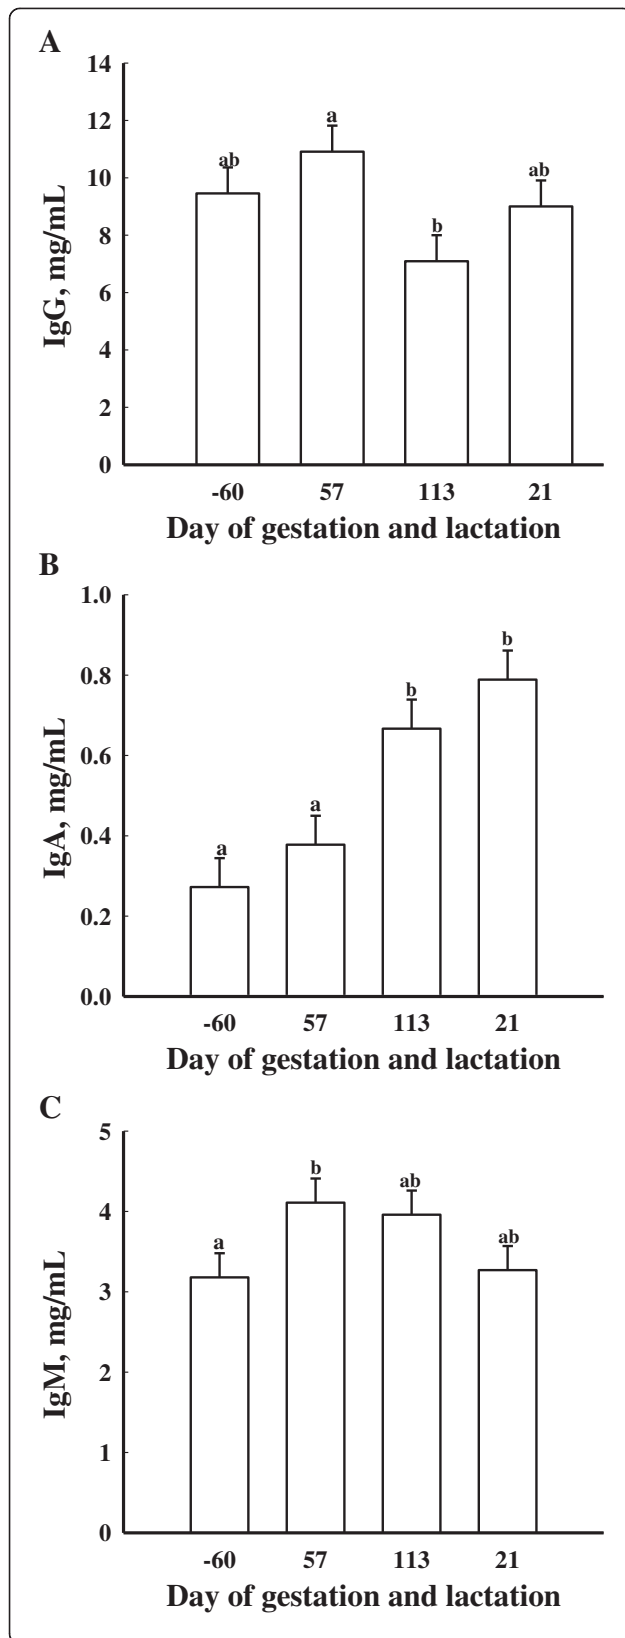 A
14
12
10
8
6
4
2
0
IgG, mg/mL
ab
a
b
ab
-60 57 113 21
Day of gestation and lactation
B
1.0
0.8
0.6
0.4
0.2
0.0
IgA, mg/mL
a
a
b
b
-60 57 113 21
Day of gestation and lactation
C
5
4
3
2
1
0
IgM, mg/mL
a
b
ab
ab
-60 57 113 21
Day of gestation and lactation